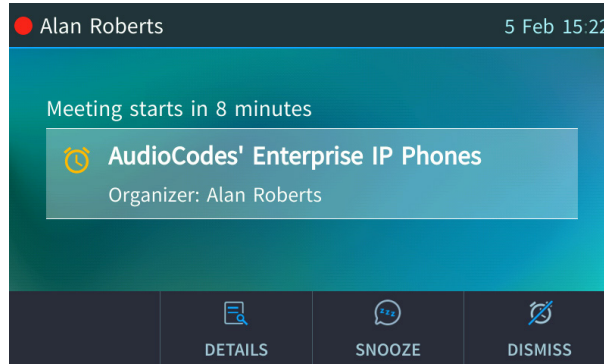 Alan Roberts 5 Feb 15:22
Meeting starts in 8 minutes
AudioCodes' Enterprise IP Phones
Organizer: Alan Roberts
DETAILS SNOOZE DISMISS